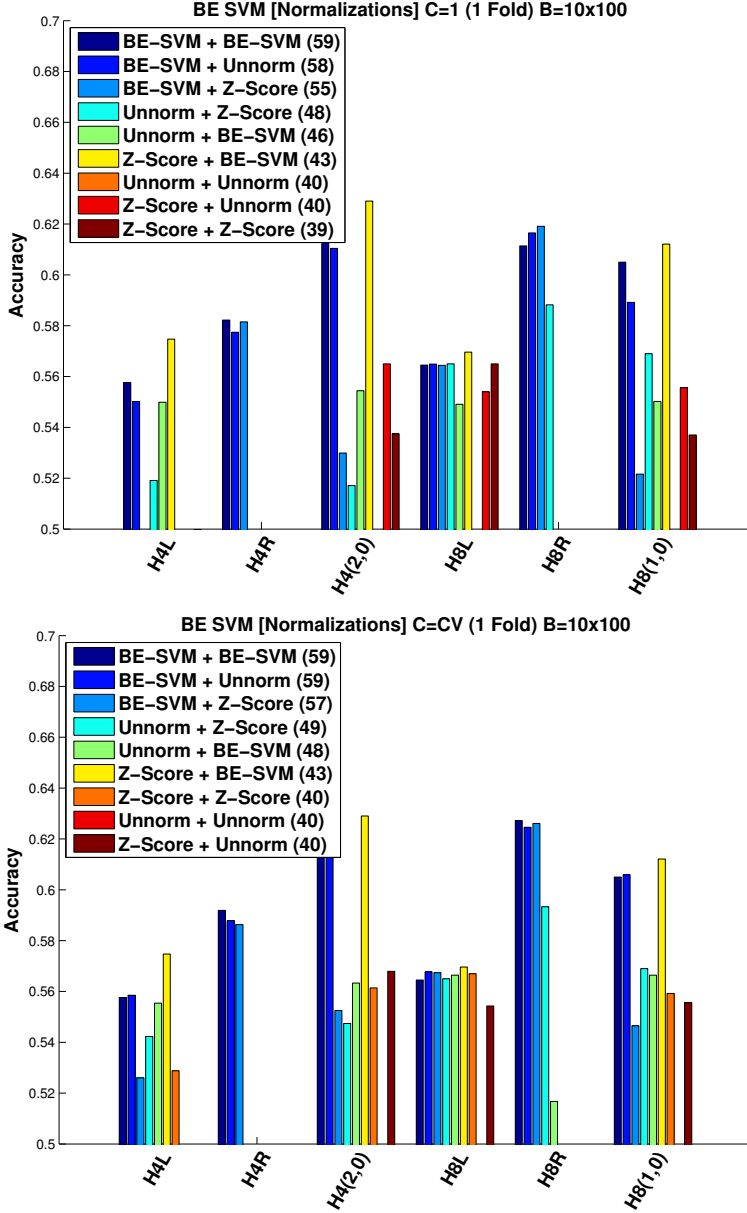 BE SVM [Normalizations] C=1 (1 Fold) B=10x100
0.7
0.68
0.66
0.64
0.62
0.6
0.58
0.56
0.54
0.52
0.5
Accuracy
BE−SVM + BE−SVM (59)
BE−SVM + Unnorm (58)
BE−SVM + Z−Score (55)
Unnorm + Z−Score (48)
Unnorm + BE−SVM (46)
Z−Score + BE−SVM (43)
Unnorm + Unnorm (40)
Z−Score + Unnorm (40)
Z−Score + Z−Score (39)
H4L
H4R
H4(2,0)
H8L
H8R
H8(1,0)
BE SVM [Normalizations] C=CV (1 Fold) B=10x100
0.7
0.68
0.66
0.64
0.62
0.6
0.58
0.56
0.54
0.52
0.5
Accuracy
BE−SVM + BE−SVM (59)
BE−SVM + Unnorm (59)
BE−SVM + Z−Score (57)
Unnorm + Z−Score (49)
Unnorm + BE−SVM (48)
Z−Score + BE−SVM (43)
Z−Score + Z−Score (40)
Unnorm + Unnorm (40)
Z−Score + Unnorm (40)
H4L
H4R
H4(2,0)
H8L
H8R
H8(1,0)